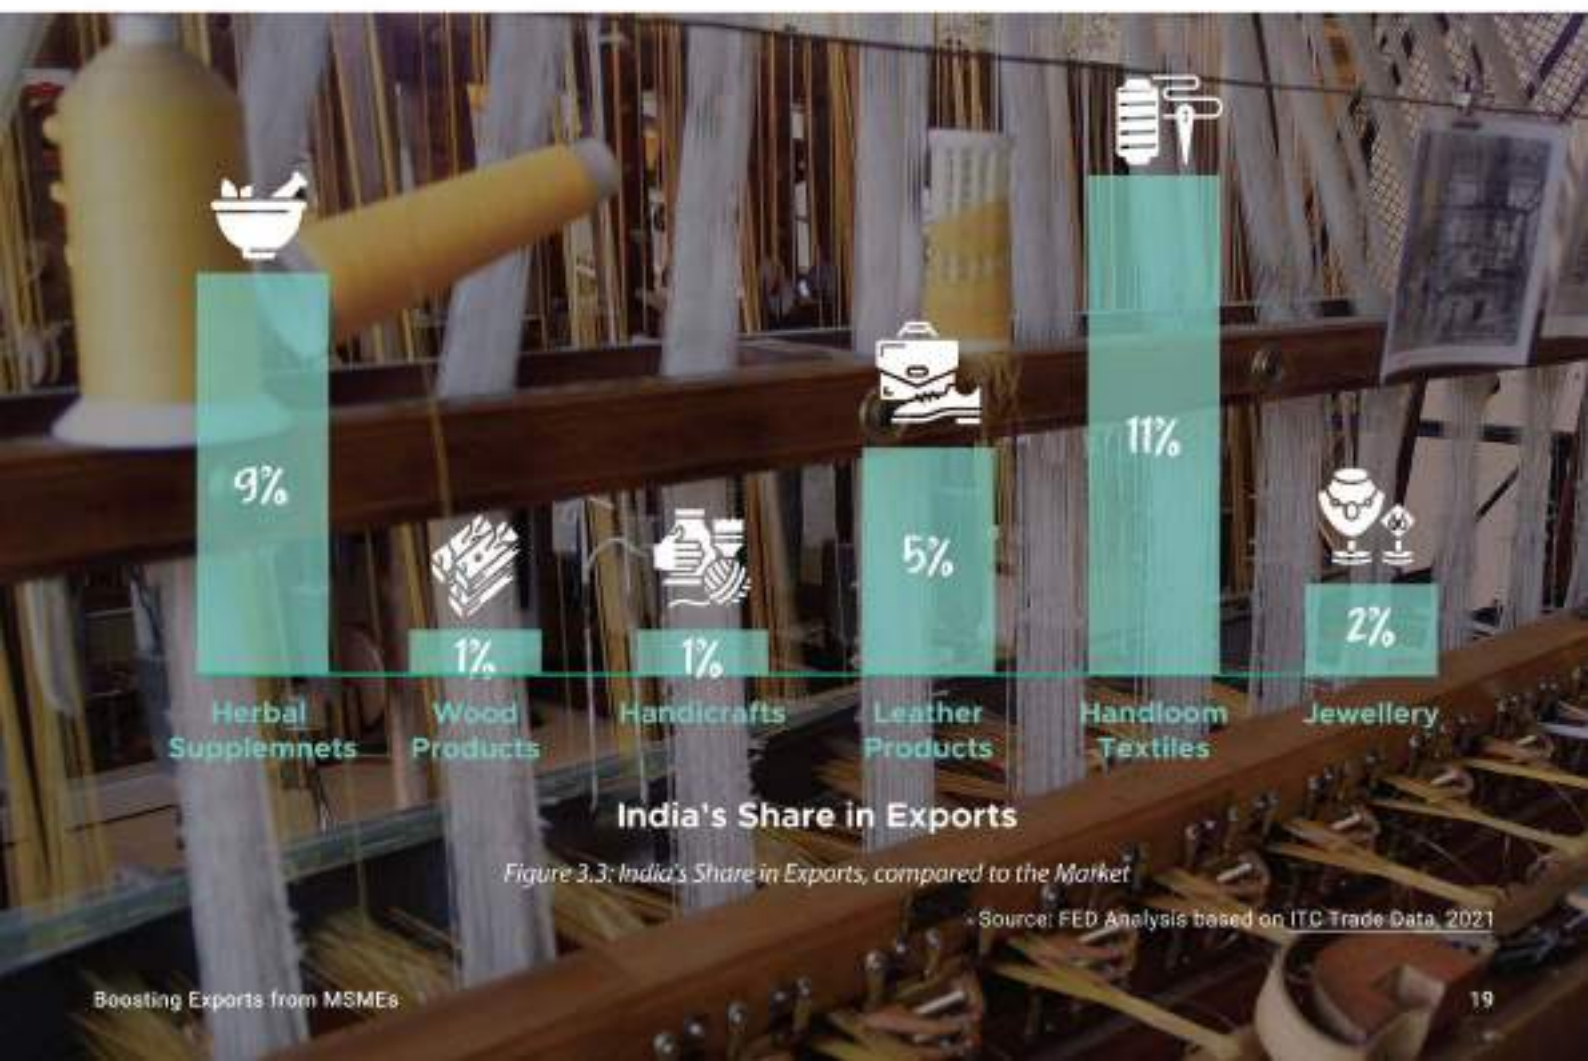 11%
9%
5%
2%
1%
1%
Herbal
Supplemnets
Wood
Products
Handicrafts
Leather
Products
Handloom
Textiles
Jewellery
India's Share in Exports
Figure 3.3: India's Share in Exports, compared to the Market
- Source: FED Analysis based on ITC Trade Data, 2021
Boosting Exports from MSMEs
19